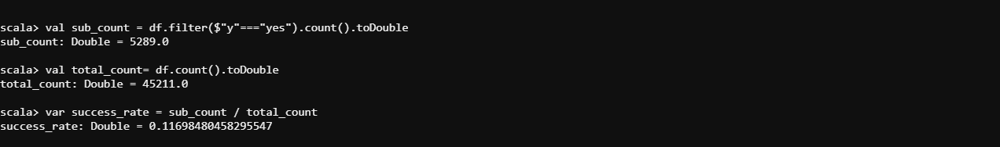 scala> val sub_count = df.filter($"y"==="yes").count().toDouble
sub_count: Double = 5289.0
scala> val total_count= df.count().toDouble
total_count: Double = 45211.0
scala> var success_rate = sub_count / total_count
success_rate: Double = 0.11698480458295547